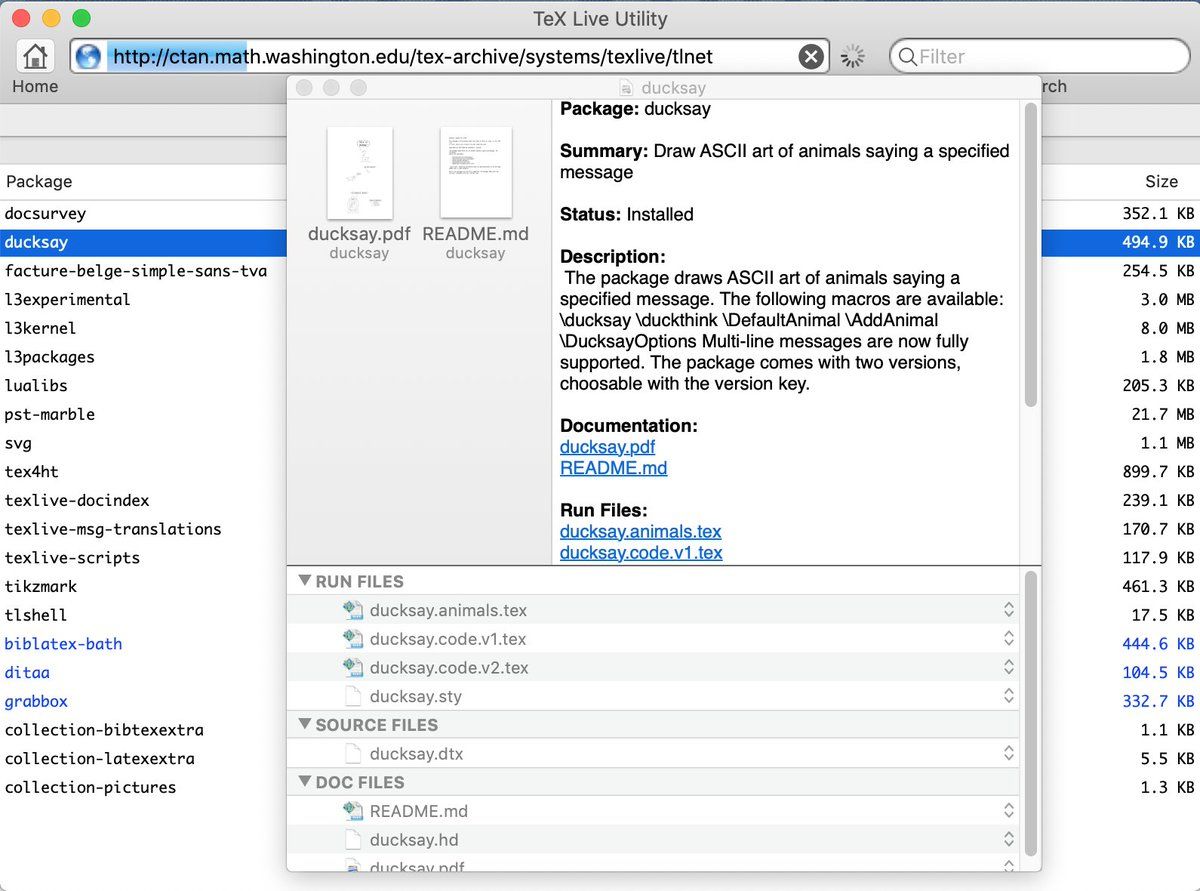 TeX Live Utility
http://ctan.math.washington.edu/tex-archive/systems/texlive/tlnet
Filter
Home
rch
Package
Size
docsurvey 352.1 KB
ducksay 494.9 KB
facture-belge-simple-sans-tva 254.5 KB
l3experimental 3.0 MB
l3kernel 8.0 MB
l3packages 1.8 MB
lualibs 205.3 KB
pst-marble 21.7 MB
svg 1.1 MB
tex4ht 899.7 KB
texlive-docindex 239.1 KB
texlive-msg-translations 170.7 KB
texlive-scripts 117.9 KB
tikzmark 461.3 KB
tlshell 17.5 KB
biblatex-bath 444.6 KB
ditaa 104.5 KB
grabbox 332.7 KB
collection-bibtexextra 1.1 KB
collection-latexextra 5.5 KB
collection-pictures 1.3 KB
ducksay
ducksay.pdf
ducksay
README.md
ducksay
Package: ducksay
Summary: Draw ASCII art of animals saying a specified
message
Status: Installed
Description:
The package draws ASCII art of animals saying a
specified message. The following macros are available:
\ducksay \duckthink \DefaultAnimal \AddAnimal
\DucksayOptions Multi-line messages are now fully
supported. The package comes with two versions,
choosable with the version key.
Documentation:
ducksay.pdf
README.md
Run Files:
ducksay.animals.tex
ducksay.code.v1.tex
RUN FILES
ducksay.animals.tex
ducksay.code.v1.tex
ducksay.code.v2.tex
ducksay.sty
SOURCE FILES
ducksay.dtx
DOC FILES
README.md
ducksay.hd
ducksay.pdf